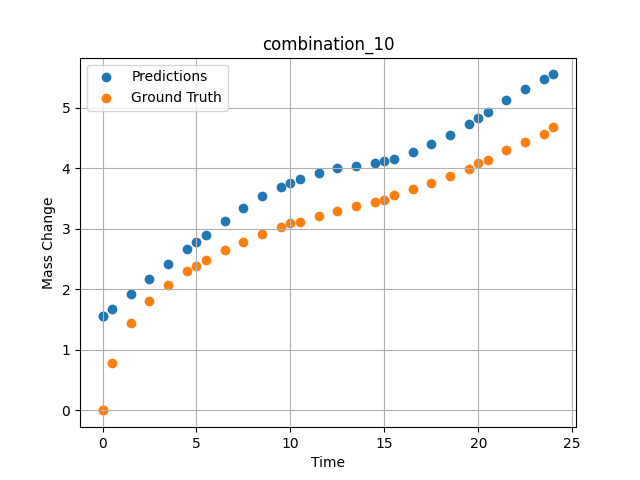 combination_10
Predictions
Ground Truth
5
4
3
2
1
0
Mass Change
0 5 10 15 20 25
Time